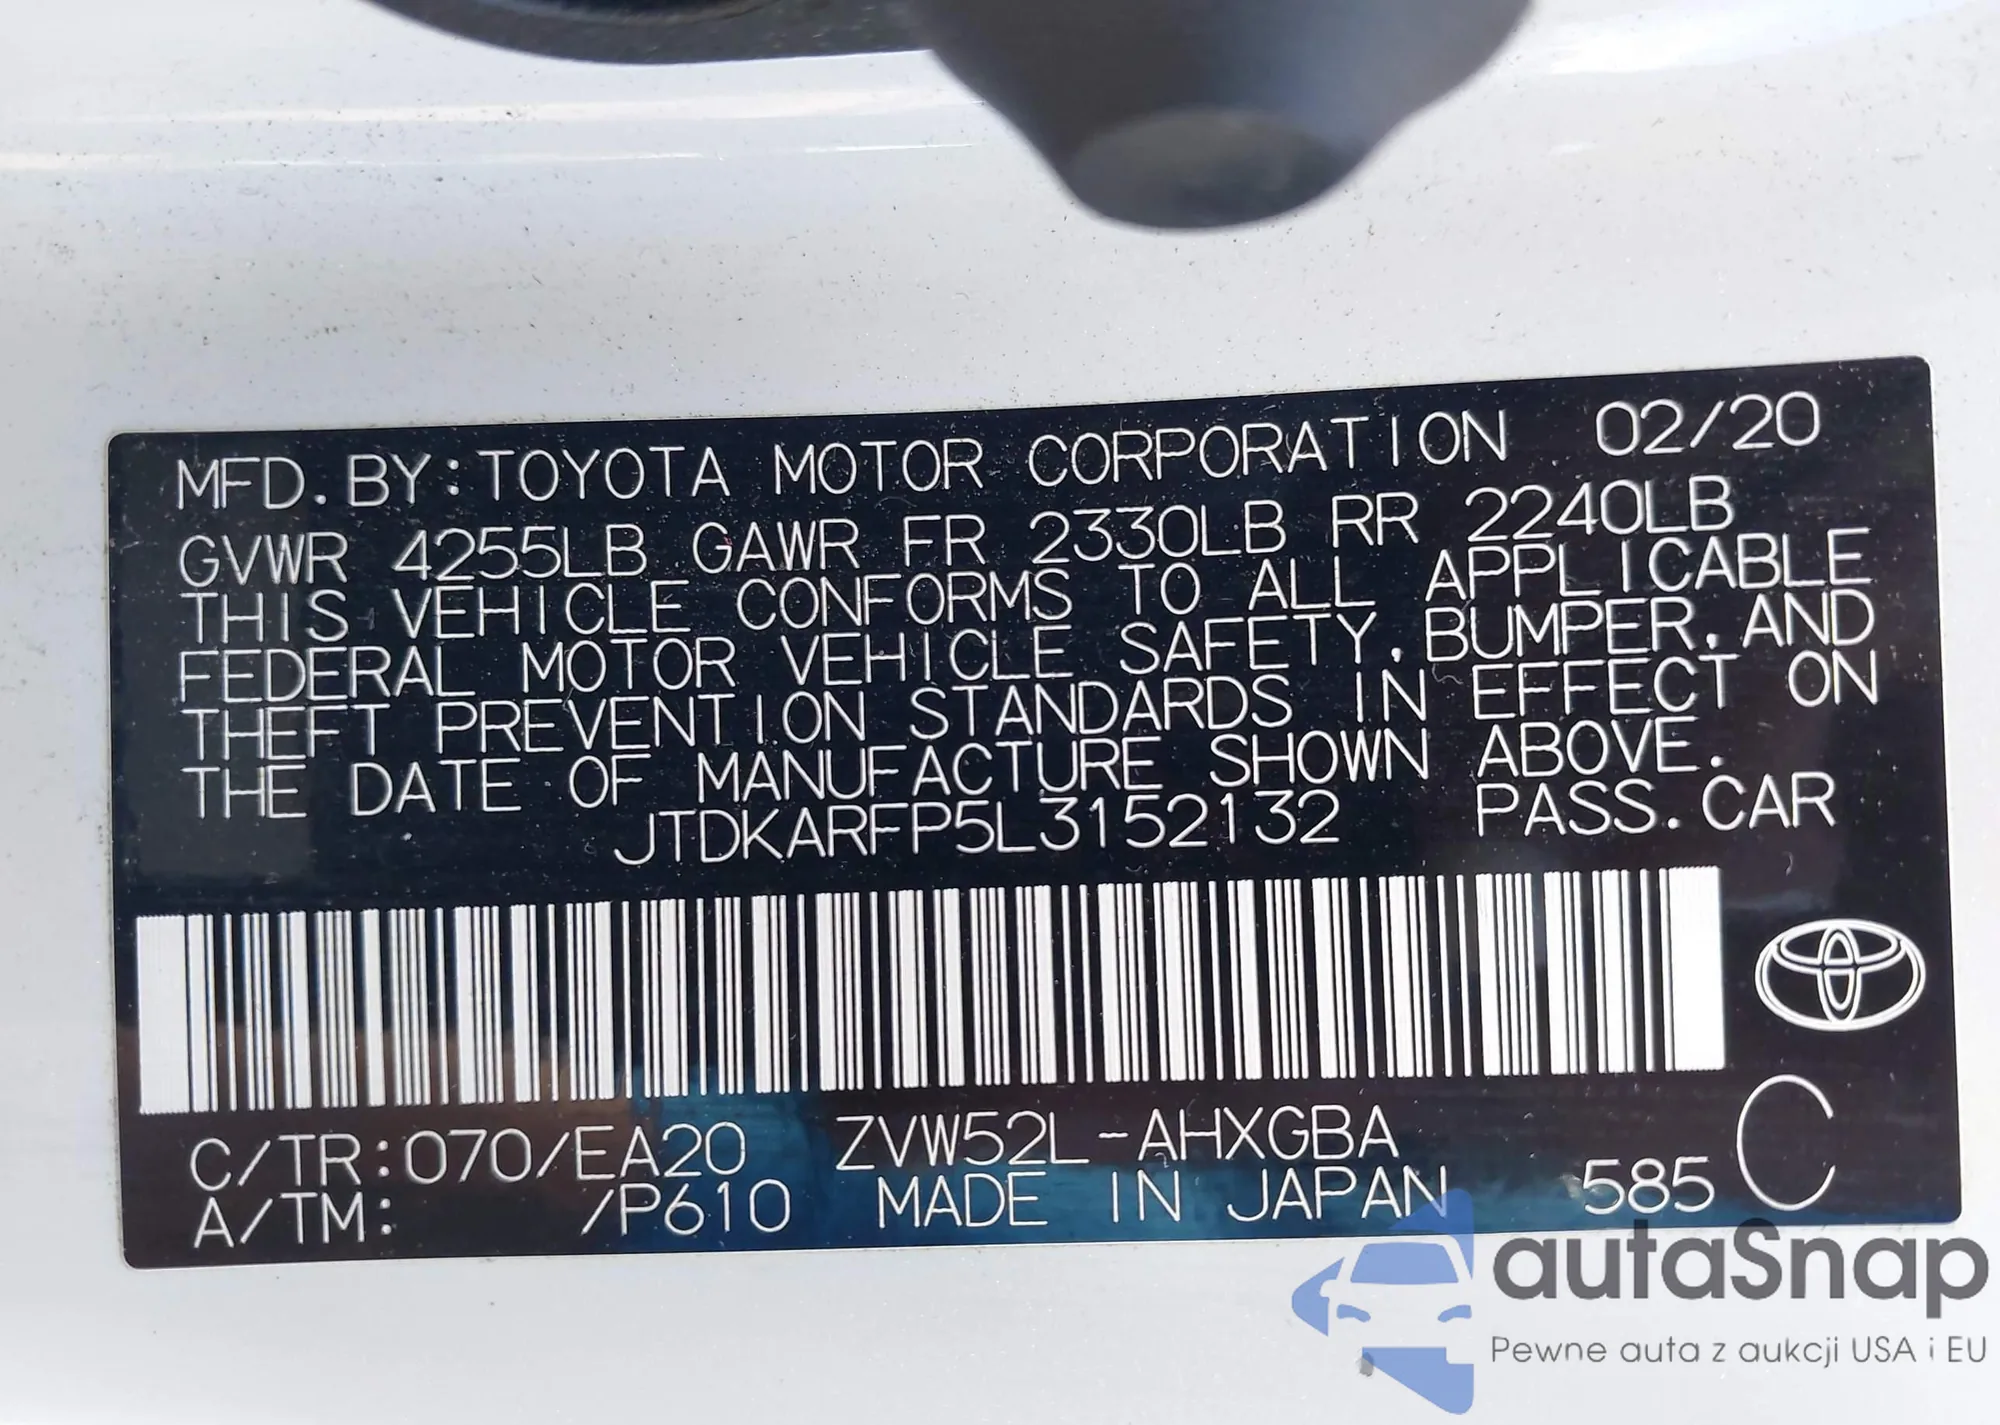 MFD. BY: TOYOTA MOTOR CORPORATION 02/20
GVWR 4255LB GAWR FR 2330LB RR 2240LB
THIS VEHICLE CONFORMS TO ALL APPLICABLE
FEDERAL MOTOR VEHICLE SAFETY, BUMPER, AND
THEFT PREVENTION STANDARDS IN EFFECT ON
THE DATE OF MANUFACTURE SHOWN ABOVE.
JTDKARFP5L3152132 PASS. CAR
C/TR: 070/EA20 ZVW52L-AHXGBA
A/TM: /P610 MADE IN JAPAN 585 C
autaSnap
Pewne auta z aukcji USA i EU